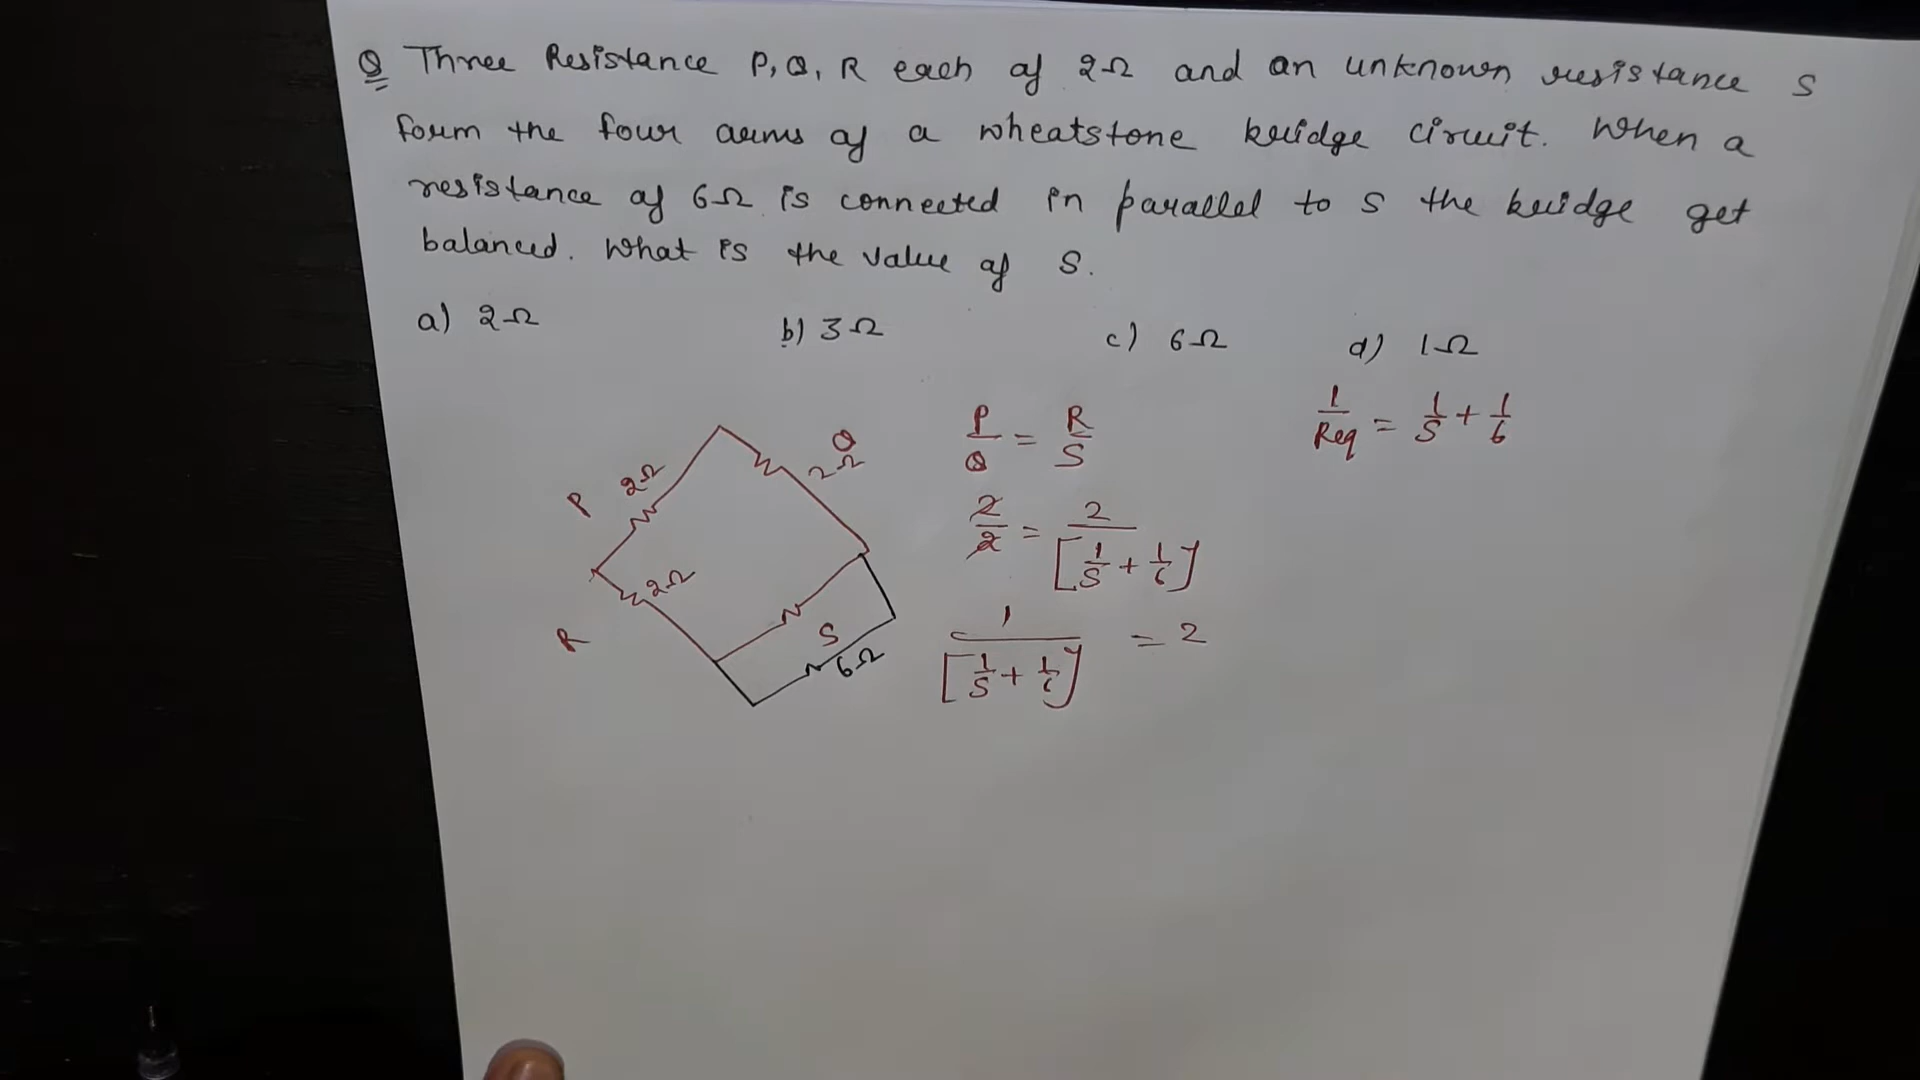 Q Three Resistance P, Q, R each of 2Ω and an unknown resistance S
form the four arms of a wheatstone bridge circuit. When a
resistance of 6Ω is connected in parallel to S the bridge get
balanced. What is the value of S.
a) 2Ω b) 3Ω c) 6Ω d) 1Ω
P/Q = R/S
1/Req = 1/S + 1/6
2/2 = 2/[1/S + 1/6]
1/[1/S + 1/6] = 2
P 2Ω
Q 2Ω
2Ω
R
S
6Ω